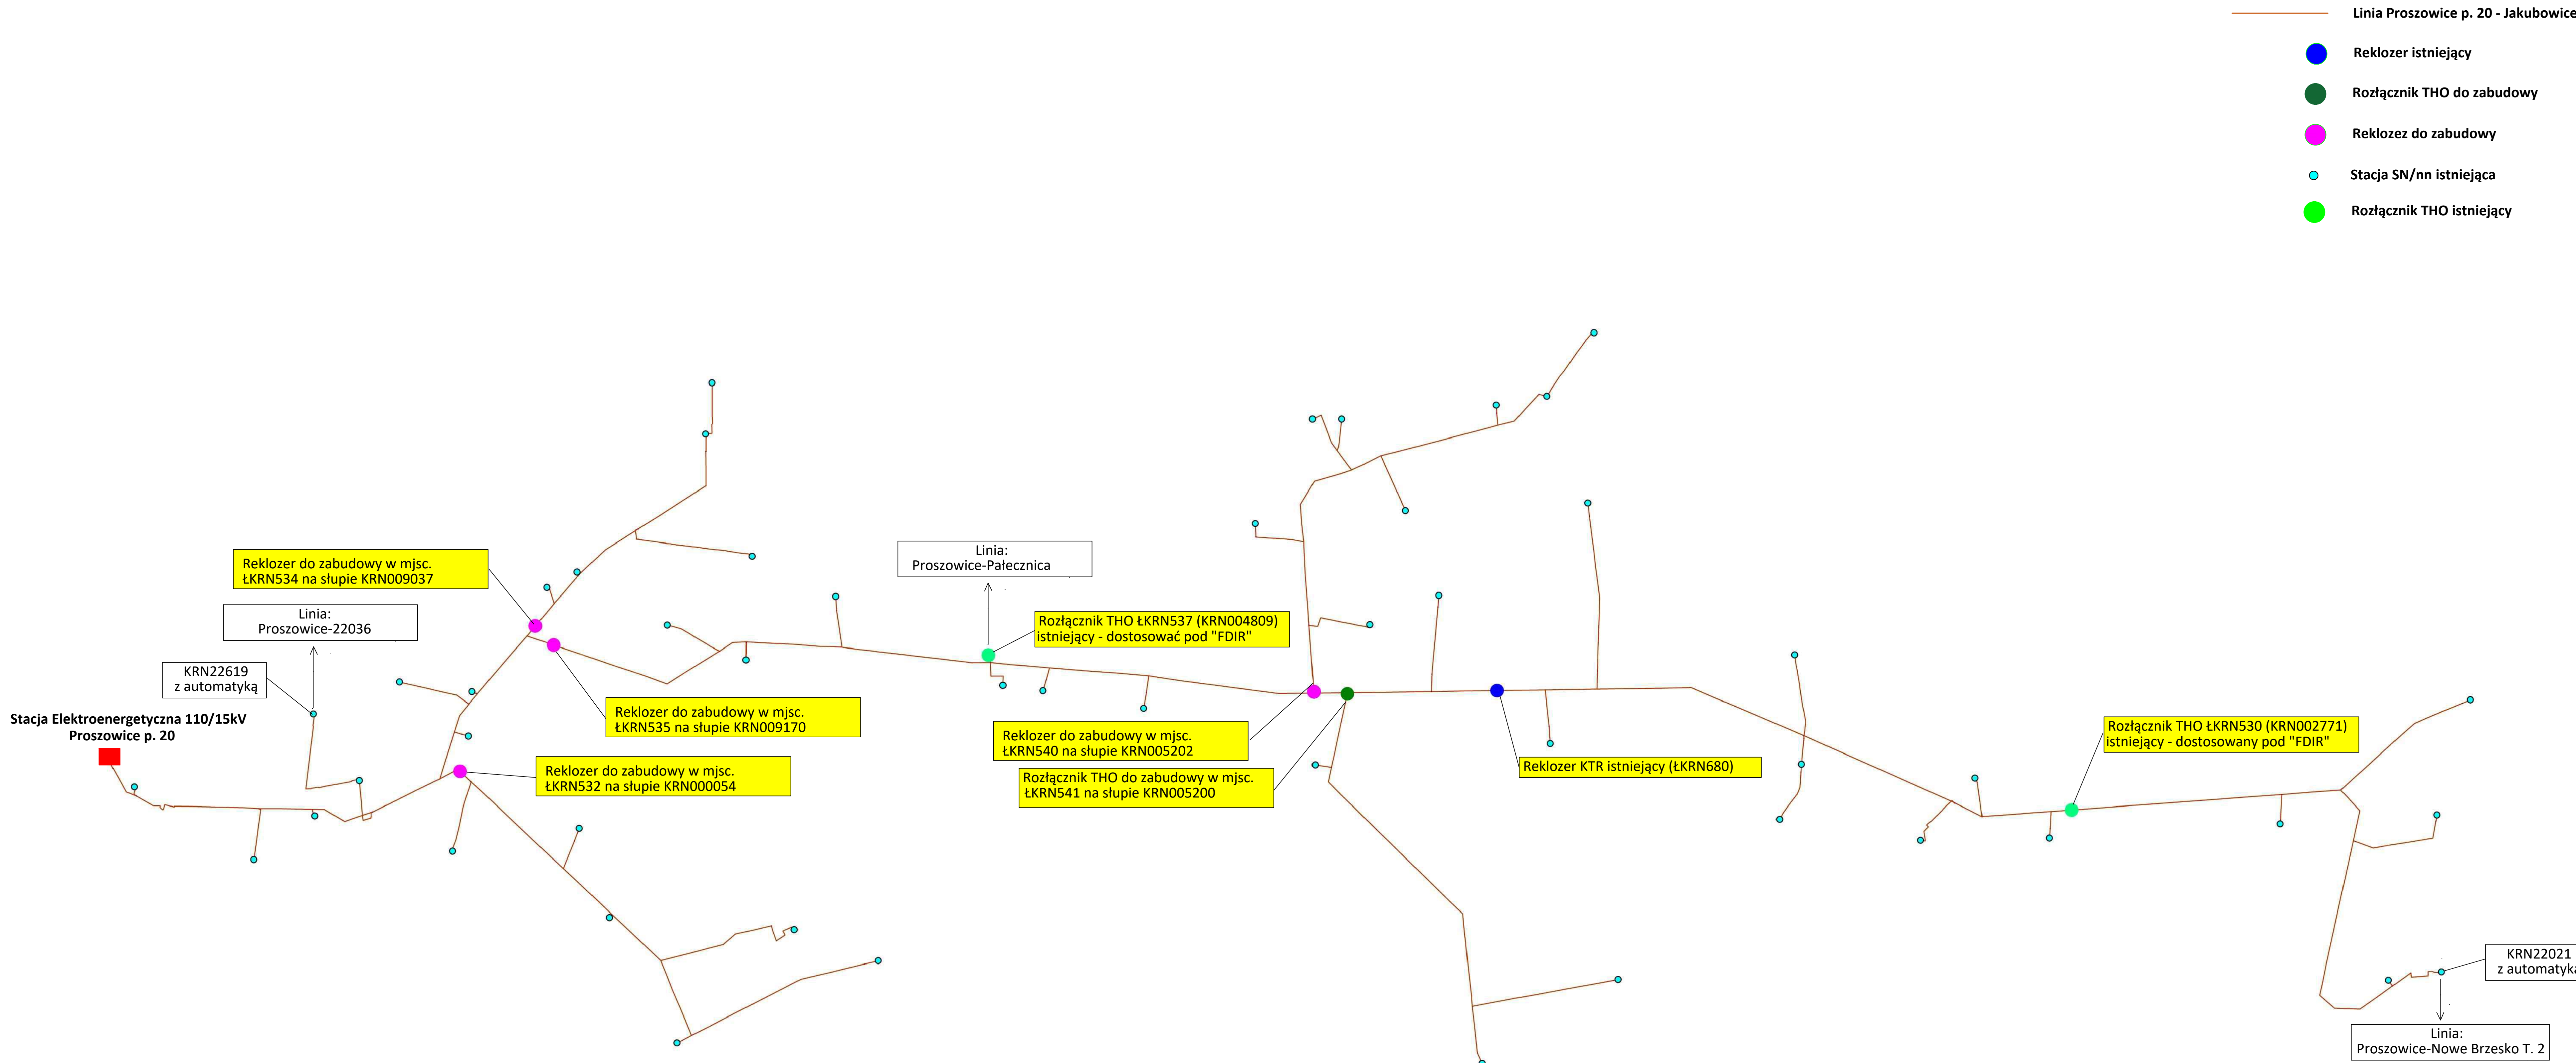 Linia Proszowice p. 20 - Jakubowice
Reklozer istniejący
Rozłącznik THO do zabudowy
Reklozez do zabudowy
Stacja SN/nn istniejąca
Rozłącznik THO istniejący
Reklozer do zabudowy w mjsc.
ŁKRN534 na słupie KRN009037
Linia:
Proszowice-22036
KRN22619
z automatyką
Stacja Elektroenergetyczna 110/15kV
Proszowice p. 20
Reklozer do zabudowy w mjsc.
ŁKRN535 na słupie KRN009170
Reklozer do zabudowy w mjsc.
ŁKRN532 na słupie KRN000054
Linia:
Proszowice-Pałecznica
Rozłącznik THO ŁKRN537 (KRN004809)
istniejący - dostosować pod "FDIR"
Reklozer do zabudowy w mjsc.
ŁKRN540 na słupie KRN005202
Rozłącznik THO do zabudowy w mjsc.
ŁKRN541 na słupie KRN005200
Reklozer KTR istniejący (ŁKRN680)
Rozłącznik THO ŁKRN530 (KRN002771)
istniejący - dostosowany pod "FDIR"
KRN22021
z automatyką
Linia:
Proszowice-Nowe Brzesko T. 2